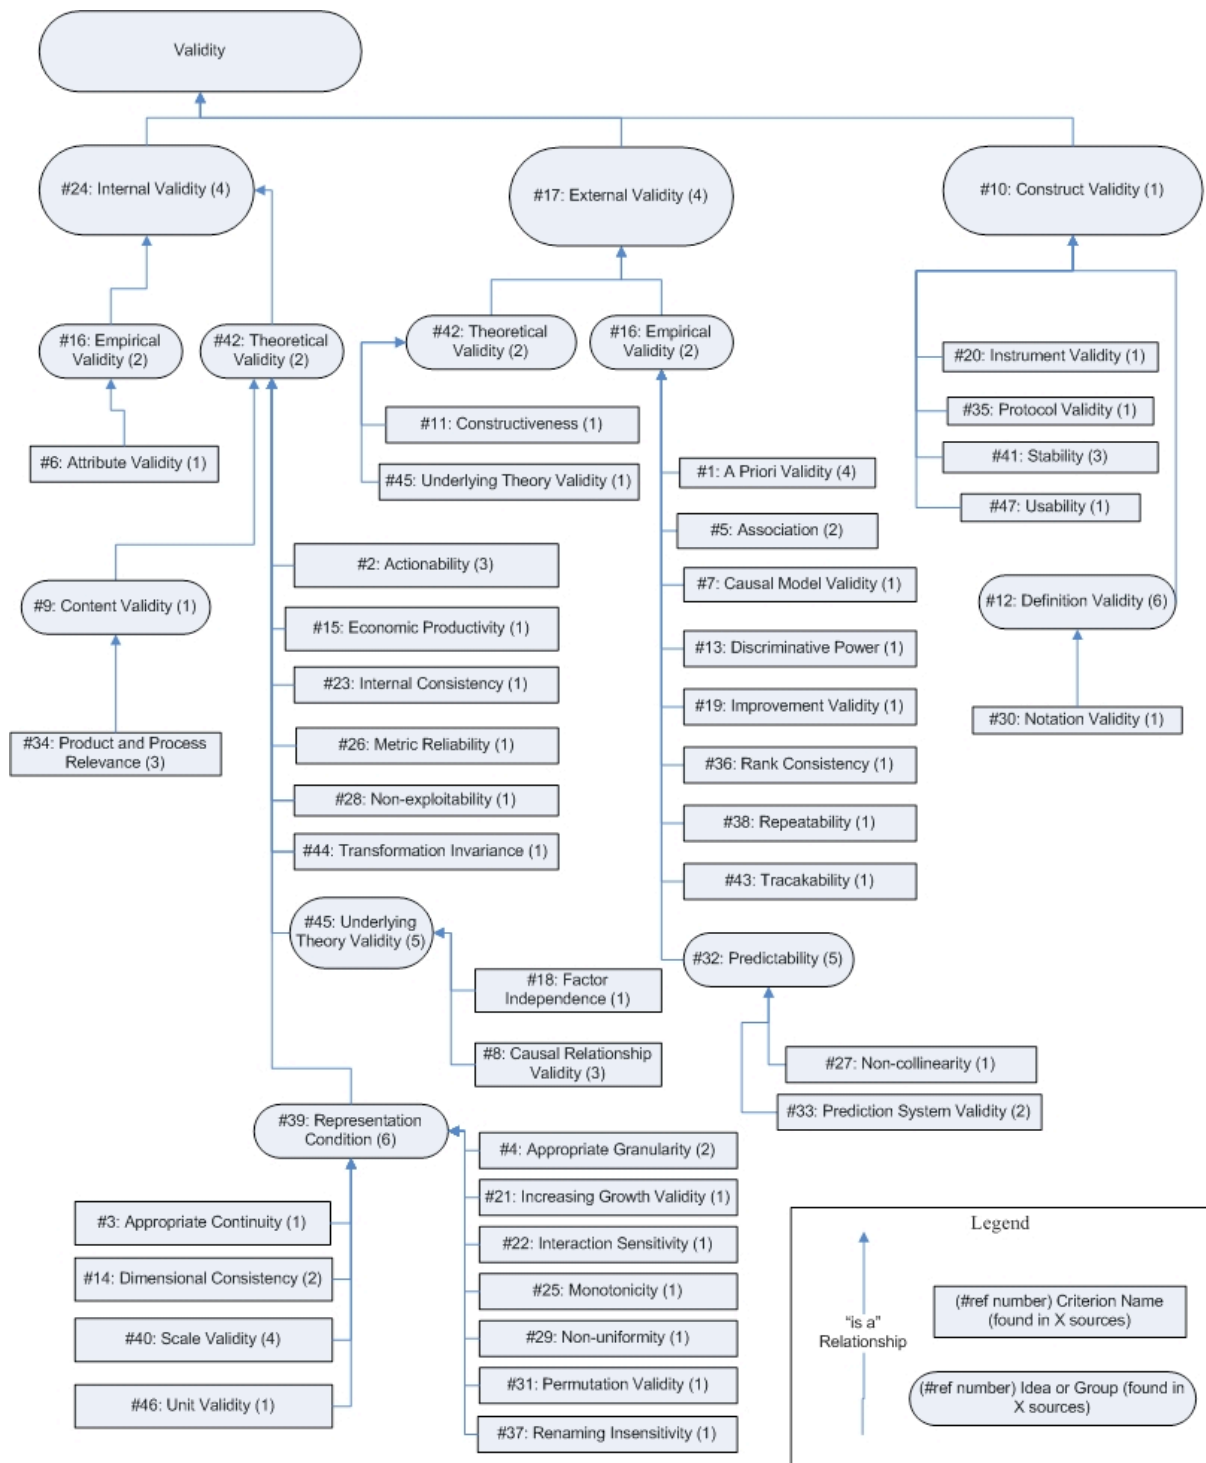 Validity
#24: Internal Validity (4)
#17: External Validity (4)
#10: Construct Validity (1)
#16: Empirical
Validity (2)
#42: Theoretical
Validity (2)
#42: Theoretical
Validity (2)
#16: Empirical
Validity (2)
#20: Instrument Validity (1)
#35: Protocol Validity (1)
#41: Stability (3)
#47: Usability (1)
#6: Attribute Validity (1)
#11: Constructiveness (1)
#45: Underlying Theory Validity (1)
#1: A Priori Validity (4)
#5: Association (2)
#7: Causal Model Validity (1)
#13: Discriminative Power (1)
#19: Improvement Validity (1)
#36: Rank Consistency (1)
#38: Repeatability (1)
#43: Tracakability (1)
#12: Definition Validity (6)
#30: Notation Validity (1)
#9: Content Validity (1)
#34: Product and Process
Relevance (3)
#2: Actionability (3)
#15: Economic Productivity (1)
#23: Internal Consistency (1)
#26: Metric Reliability (1)
#28: Non-exploitability (1)
#44: Transformation Invariance (1)
#45: Underlying
Theory Validity (5)
#18: Factor
Independence (1)
#8: Causal Relationship
Validity (3)
#32: Predictability (5)
#27: Non-collinearity (1)
#33: Prediction System Validity (2)
#39: Representation
Condition (6)
#3: Appropriate Continuity (1)
#14: Dimensional Consistency (2)
#40: Scale Validity (4)
#46: Unit Validity (1)
#4: Appropriate Granularity (2)
#21: Increasing Growth Validity (1)
#22: Interaction Sensitivity (1)
#25: Monotonicity (1)
#29: Non-uniformity (1)
#31: Permutation Validity (1)
#37: Renaming Insensitivity (1)
Legend
"is a"
Relationship
(#ref number) Criterion Name
(found in X sources)
(#ref number) Idea or Group (found in
X sources)